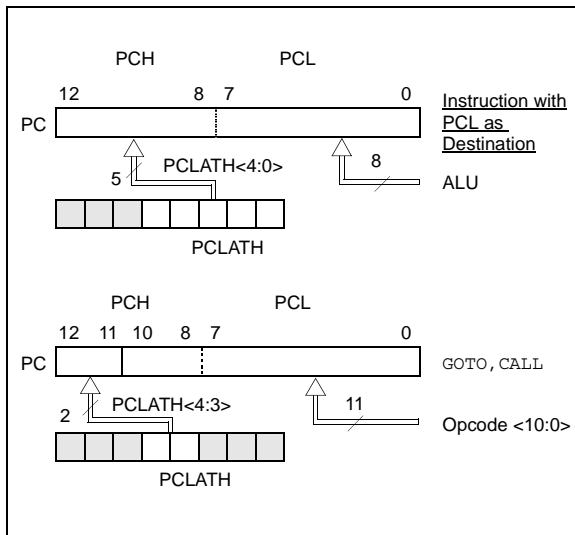 PCH PCL
12 8 7 0
Instruction with
PCL as
Destination
PC
5 PCLATH<4:0> 8
ALU
PCLATH
PCH PCL
12 11 10 8 7 0
PC GOTO, CALL
2 PCLATH<4:3> 11
Opcode <10:0>
PCLATH